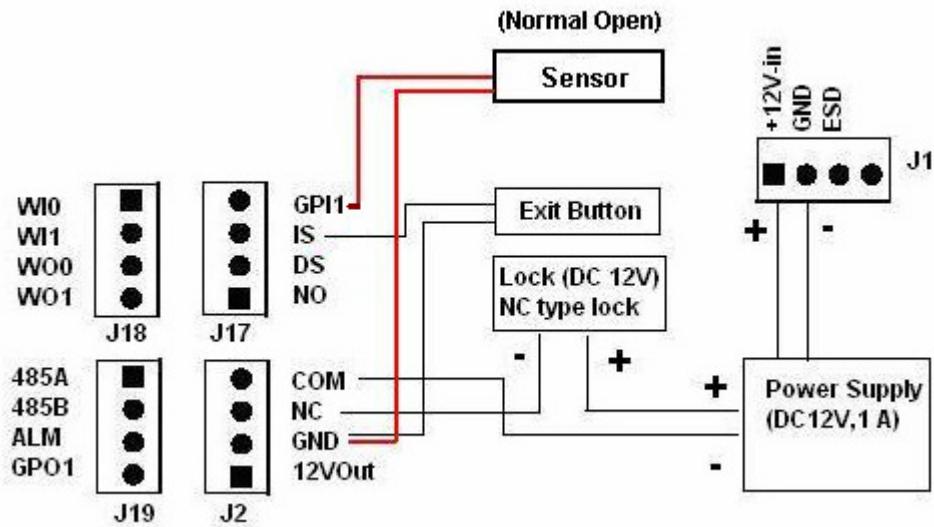 (Normal Open)
Sensor
+12V-in
GND
ESD
J1
WI0
WI1
WO0
WO1
J18
GPI1
IS
DS
NO
J17
Exit Button
+
-
Lock (DC 12V)
NC type lock
-
+
485A
485B
ALM
GPO1
J19
COM
NC
GND
12VOut
J2
+
-
Power Supply
(DC12V,1 A)